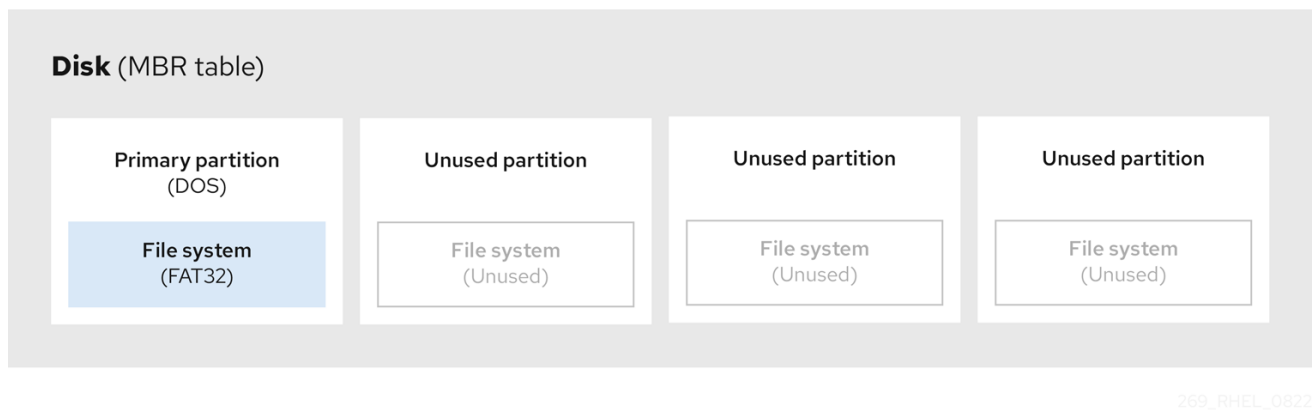 Disk (MBR table)
Primary partition
(DOS)
File system
(FAT32)
Unused partition
File system
(Unused)
Unused partition
File system
(Unused)
Unused partition
File system
(Unused)
269_RHEL_0822